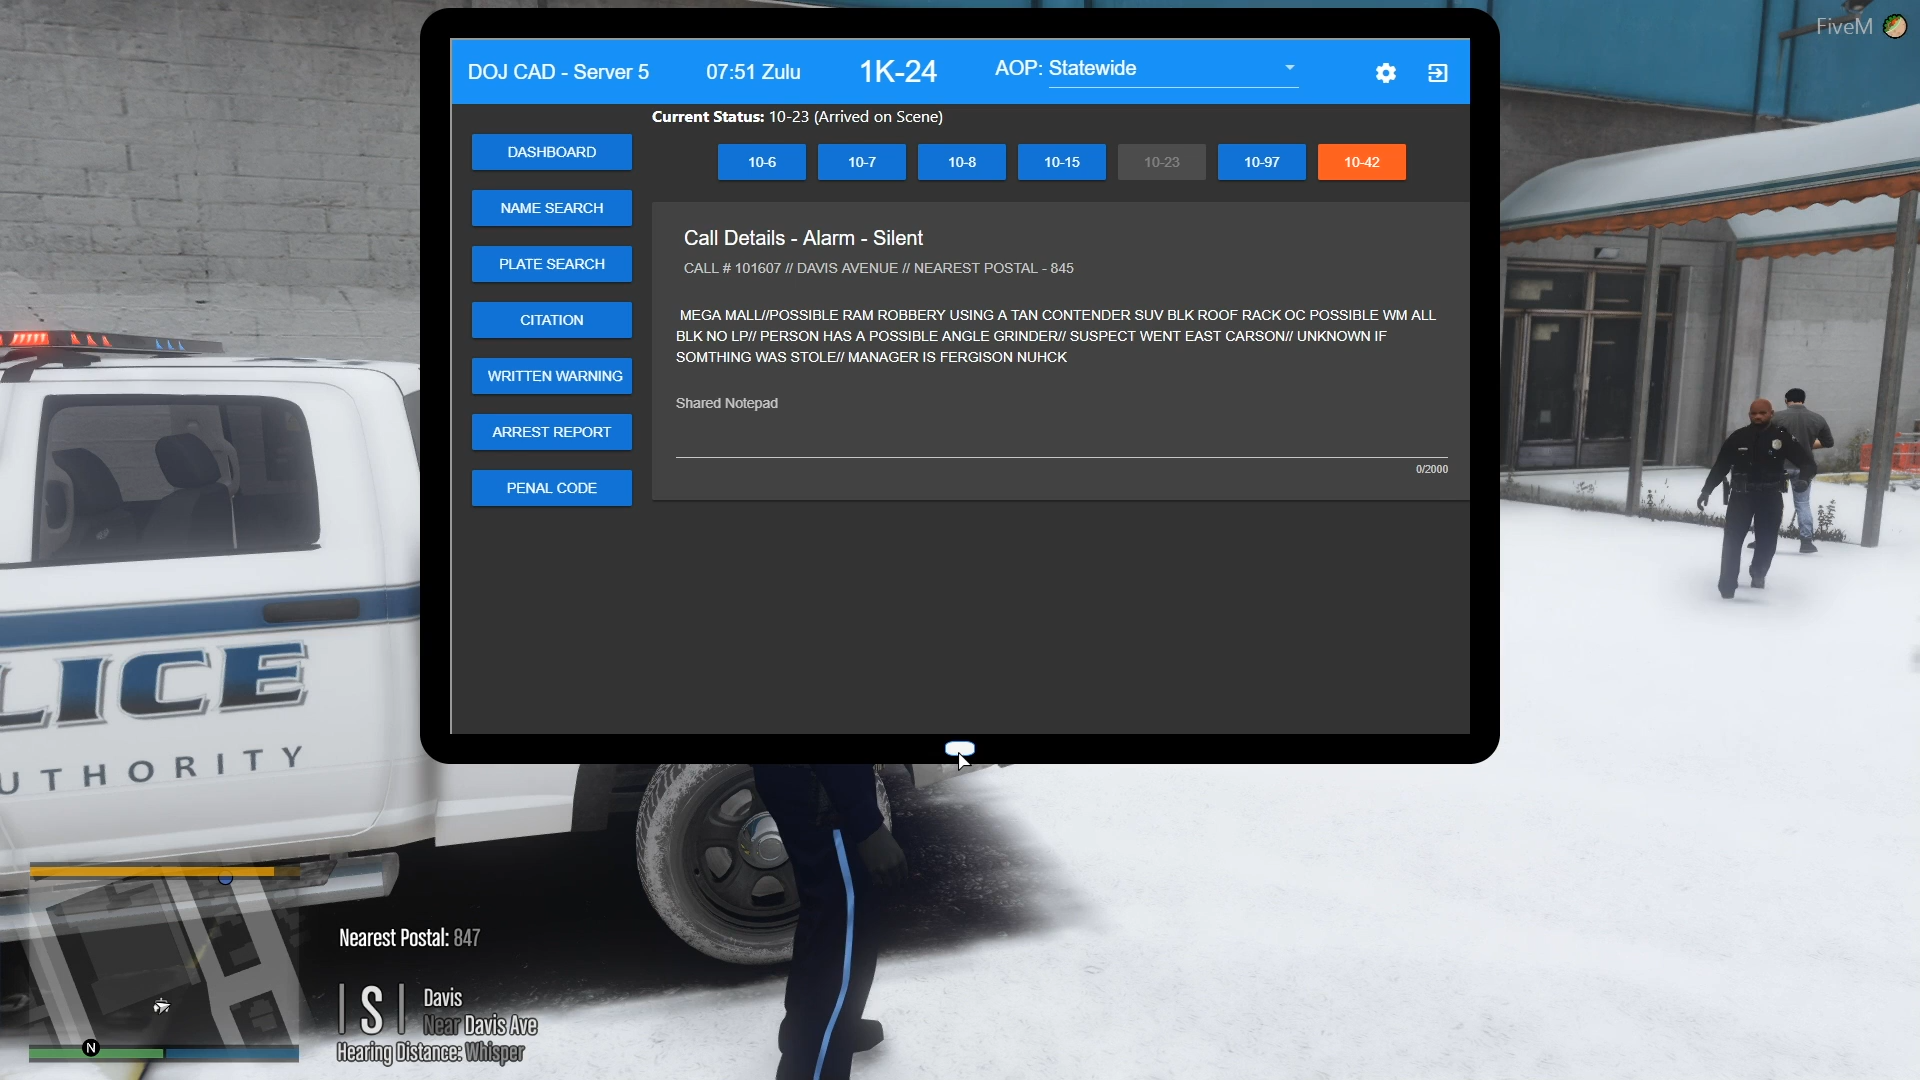 FiveM
DOJ CAD - Server 5
07:51 Zulu
1K-24
AOP: Statewide
Current Status: 10-23 (Arrived on Scene)
10-6
10-7
10-8
10-15
10-23
10-97
10-42
DASHBOARD
NAME SEARCH
PLATE SEARCH
CITATION
WRITTEN WARNING
ARREST REPORT
PENAL CODE
Call Details - Alarm - Silent
CALL # 101607 // DAVIS AVENUE // NEAREST POSTAL - 845
MEGA MALL//POSSIBLE RAM ROBBERY USING A TAN CONTENDER SUV BLK ROOF RACK OC POSSIBLE WM ALL
BLK NO LP// PERSON HAS A POSSIBLE ANGLE GRINDER// SUSPECT WENT EAST CARSON// UNKNOWN IF
SOMTHING WAS STOLE// MANAGER IS FERGISON NUHCK
Shared Notepad
0/2000
LICE
UTHORITY
Nearest Postal: 847
| S |
Davis
Near Davis Ave
Hearing Distance: Whisper
N